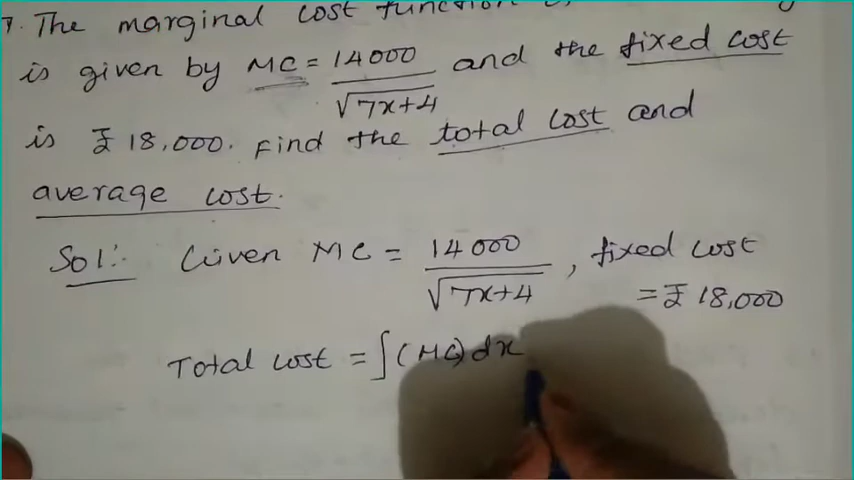 7. The marginal cost function
is given by MC = 14000/√7x+4 and the fixed cost
is ₹ 18,000. Find the total cost and
average cost.
Sol:- Given MC = 14000/√7x+4, fixed cost
= ₹ 18,000
Total cost = ∫(MC)dx